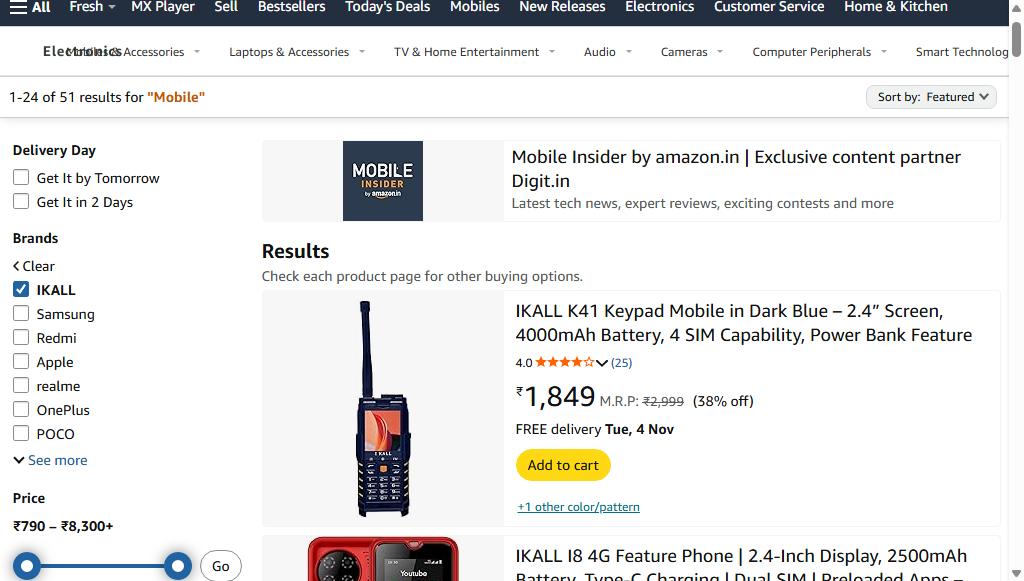 All Fresh MX Player Sell Bestsellers Today's Deals Mobiles New Releases Electronics Customer Service Home & Kitchen
Electronics Mobiles & Accessories Laptops & Accessories TV & Home Entertainment Audio Cameras Computer Peripherals Smart Technolog
1-24 of 51 results for "Mobile"
Sort by: Featured
Delivery Day
Get It by Tomorrow
Get It in 2 Days
Brands
Clear
IKALL
Samsung
Redmi
Apple
realme
OnePlus
POCO
See more
Price
₹790 – ₹8,300+
Go
MOBILE
INSIDER
by amazon.in
Mobile Insider by amazon.in | Exclusive content partner
Digit.in
Latest tech news, expert reviews, exciting contests and more
Results
Check each product page for other buying options.
IKALL
IKALL K41 Keypad Mobile in Dark Blue – 2.4” Screen,
4000mAh Battery, 4 SIM Capability, Power Bank Feature
4.0 (25)
₹1,849 M.R.P: ₹2,999 (38% off)
FREE delivery Tue, 4 Nov
Add to cart
+1 other color/pattern
Youtube
IKALL I8 4G Feature Phone | 2.4-Inch Display, 2500mAh
Battery, Type-C Charging | Dual SIM | Preloaded Apps –